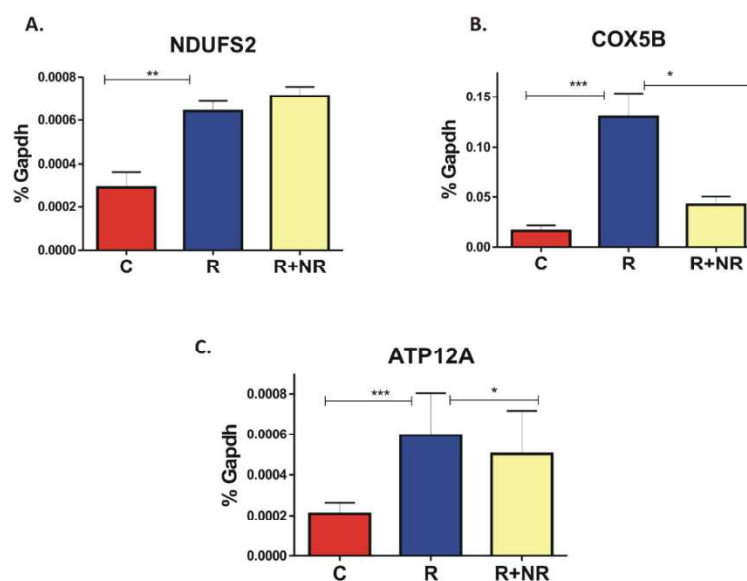 A.
NDUFS2
% Gapdh
0.0008
0.0006
0.0004
0.0002
0.0000
**
C R R+NR
B.
COX5B
% Gapdh
0.15
0.10
0.05
0.00
***
*
C R R+NR
C.
ATP12A
% Gapdh
0.0008
0.0006
0.0004
0.0002
0.0000
***
*
C R R+NR